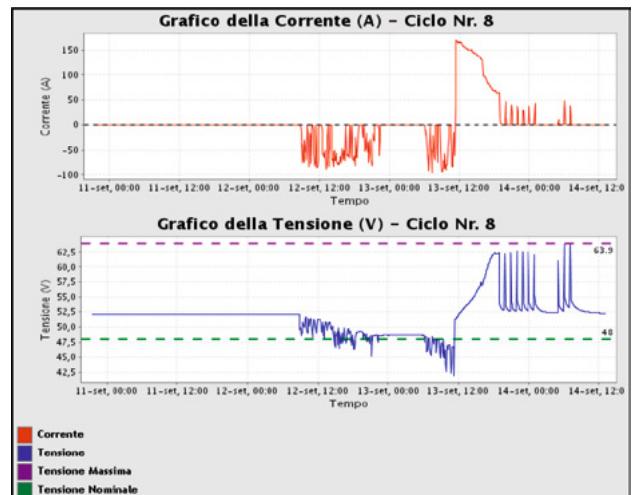 Grafico della Corrente (A) – Ciclo Nr. 8
150
100
50
0
-50
-100
Corrente (A)
11-set, 00:00 11-set, 12:00 12-set, 00:00 12-set, 12:00 13-set, 00:00 13-set, 12:00 14-set, 00:00 14-set, 12:0
Tempo
Grafico della Tensione (V) – Ciclo Nr. 8
62,5
60,0
57,5
55,0
52,5
50,0
47,5
45,0
42,5
Tensione (V)
63.9
48
11-set, 00:00 11-set, 12:00 12-set, 00:00 12-set, 12:00 13-set, 00:00 13-set, 12:00 14-set, 00:00 14-set, 12:0
Tempo
Corrente
Tensione
Tensione Massima
Tensione Nominale